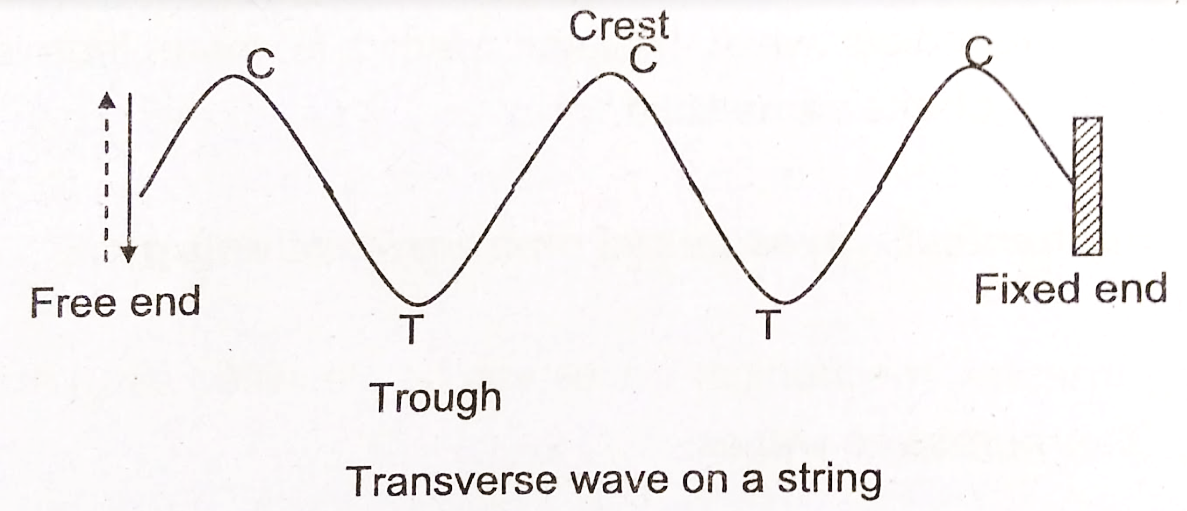 Crest
C
C
C
Free end
Fixed end
T
T
Trough
Transverse wave on a string